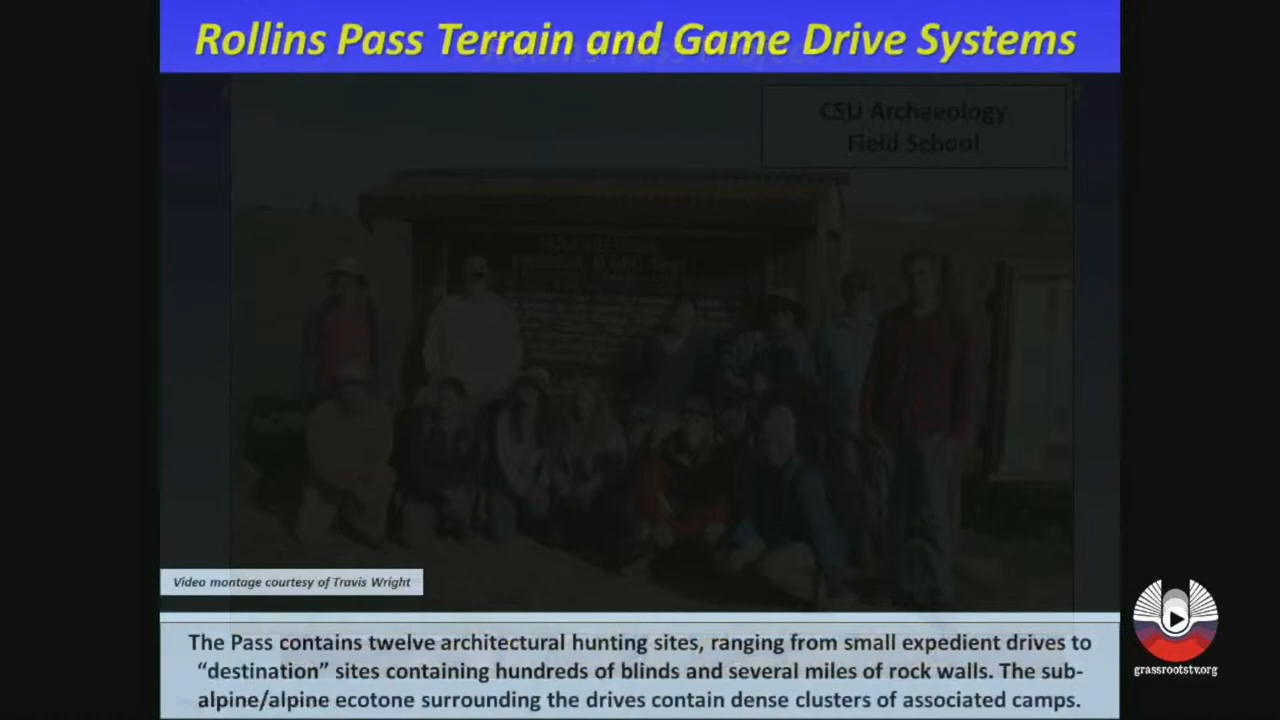 Rollins Pass Terrain and Game Drive Systems
CSU Archaeology
Field School
Video montage courtesy of Travis Wright
The Pass contains twelve architectural hunting sites, ranging from small expedient drives to
“destination” sites containing hundreds of blinds and several miles of rock walls. The sub-
alpine/alpine ecotone surrounding the drives contain dense clusters of associated camps.
grassrootstv.org